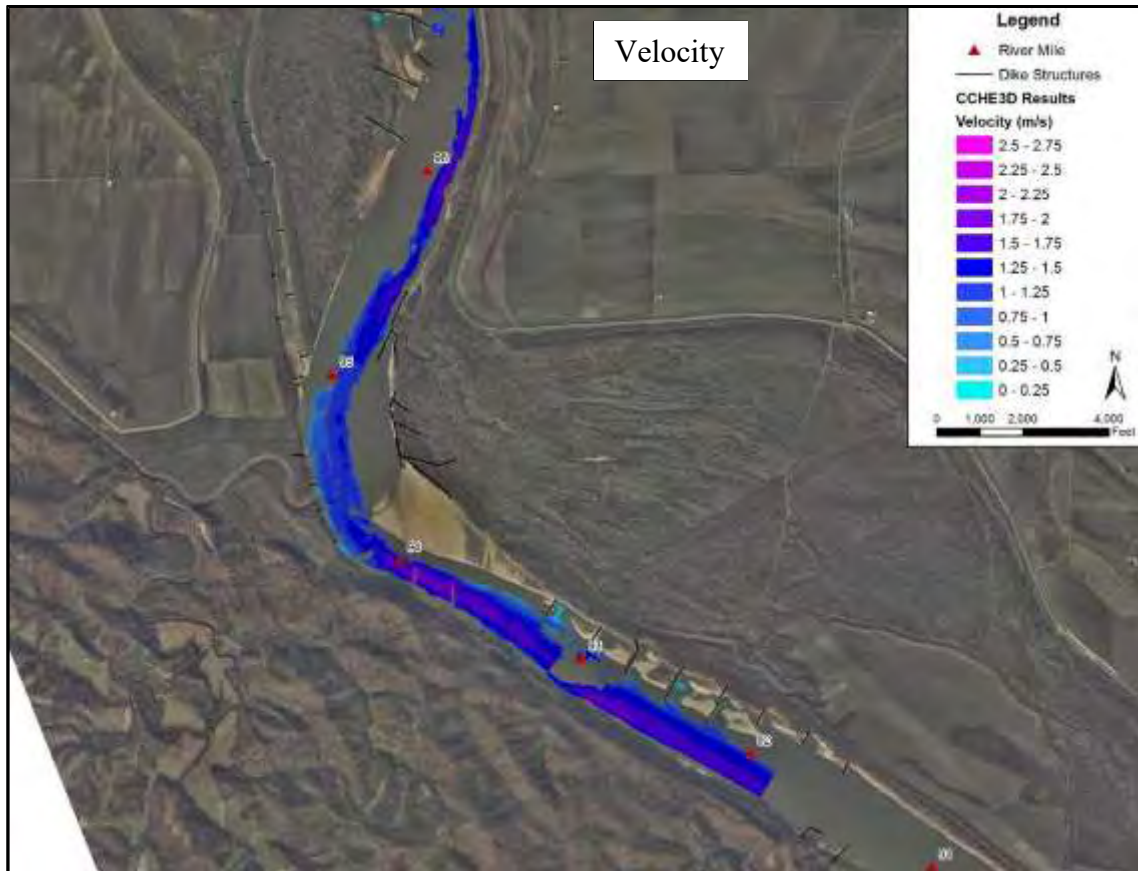 Velocity
Legend
River Mile
Dike Structures
CCHE3D Results
Velocity (m/s)
2.5 - 2.75
2.25 - 2.5
2 - 2.25
1.75 - 2
1.5 - 1.75
1.25 - 1.5
1 - 1.25
0.75 - 1
0.5 - 0.75
0.25 - 0.5
0 - 0.25
N
0 1,000 2,000 4,000
Feet